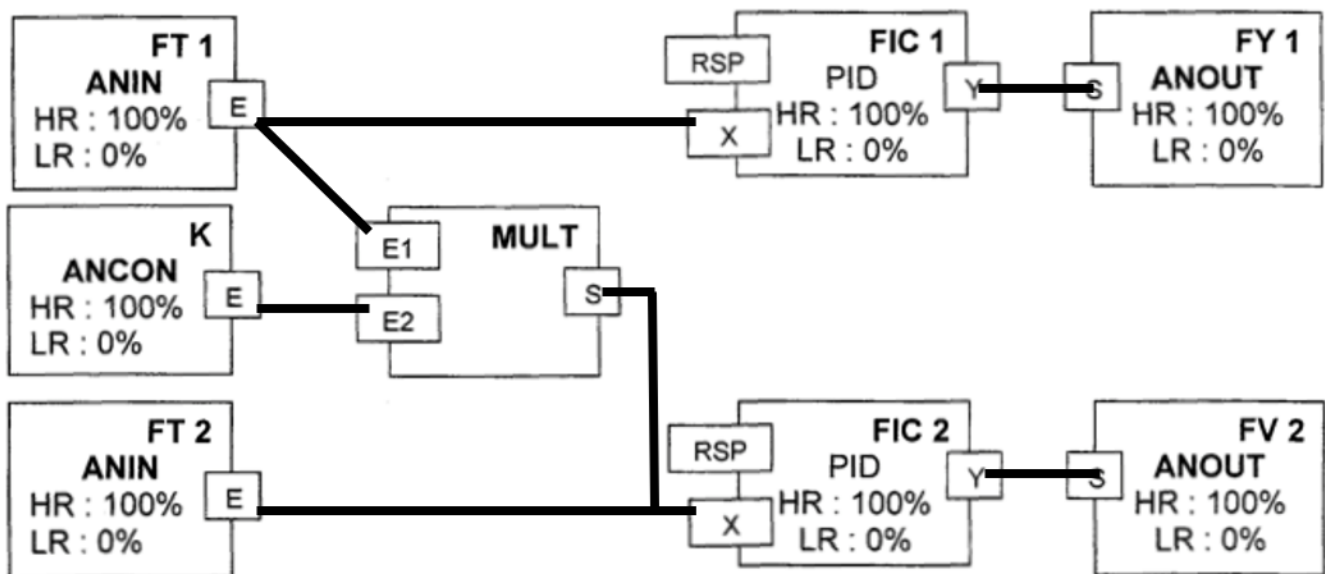 FT 1
ANIN
HR : 100%
LR : 0%
E
RSP
X
FIC 1
PID
HR : 100%
LR : 0%
Y
S
FY 1
ANOUT
HR : 100%
LR : 0%
K
ANCON
HR : 100%
LR : 0%
E
E1
E2
MULT
S
FT 2
ANIN
HR : 100%
LR : 0%
E
RSP
X
FIC 2
PID
HR : 100%
LR : 0%
Y
S
FV 2
ANOUT
HR : 100%
LR : 0%